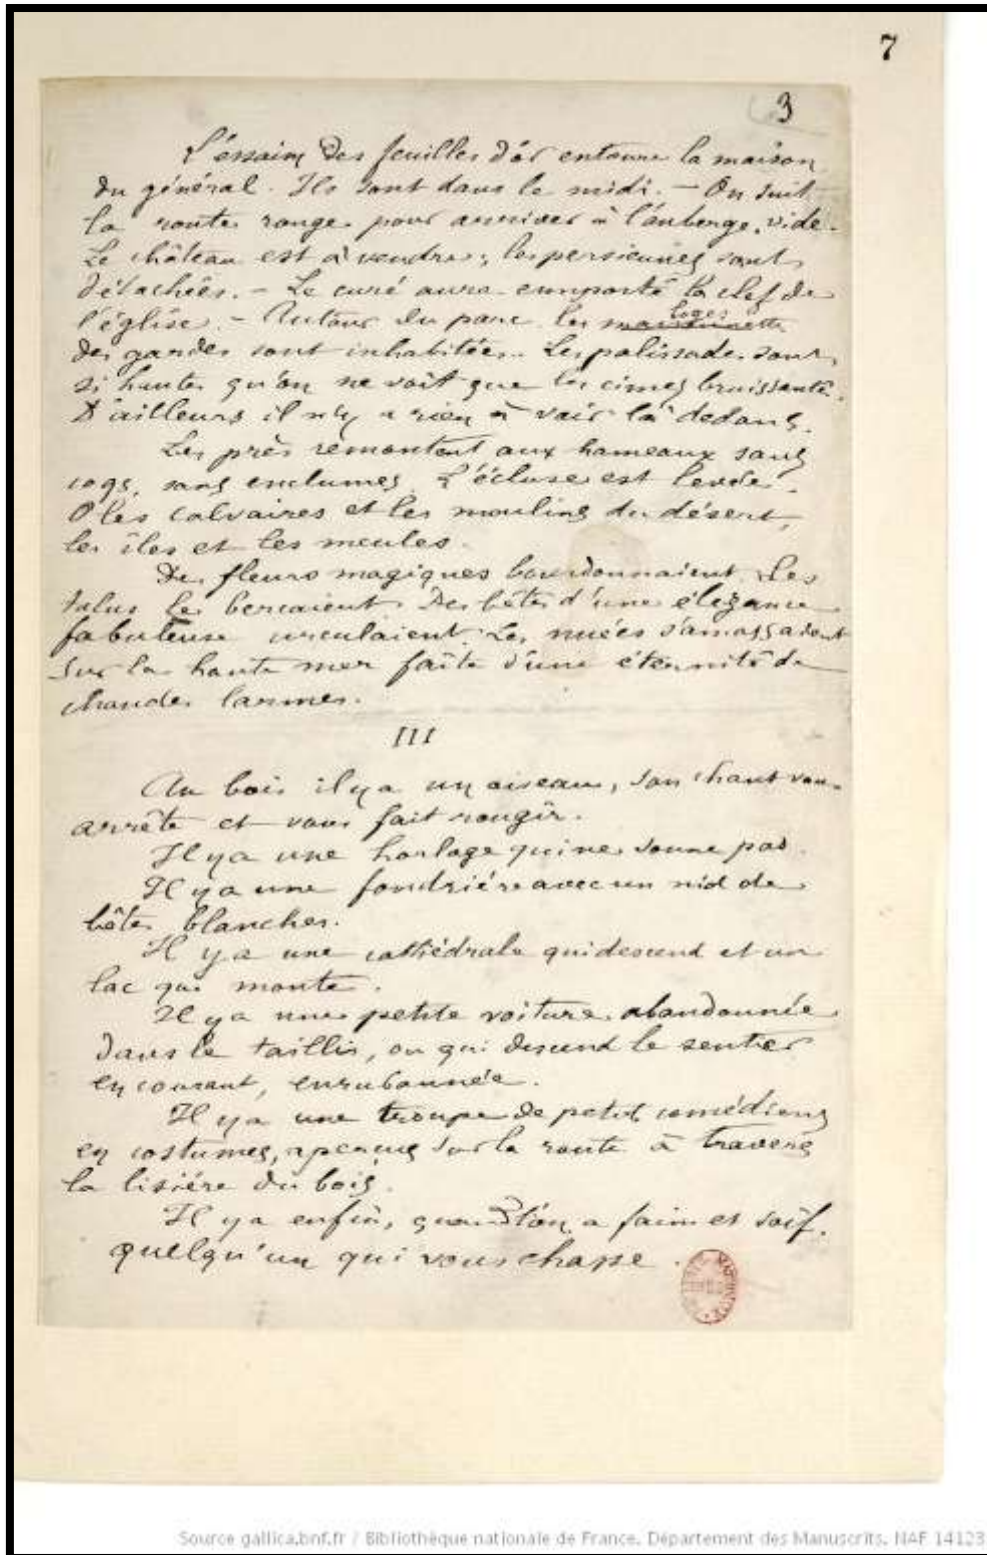 7
3
L'essaim des feuilles d'or entoure la maison
du général. Ils sont dans le midi. – On suit
la route rouge pour arriver à l'auberge vide.
Le château est à vendre ; les persiennes sont
détachées. – Le curé aura emporté la clef de
l'église. – Autour du parc les loges
des gardes sont inhabitées. Les palissades sont
si hautes qu'on ne voit que les cimes bruissantes.
D'ailleurs il n'y a rien à voir là dedans.
Les prés remontent aux hameaux sans
coqs, sans enclumes. L'écluse est levée.
O les calvaires et les moulins du désert,
les îles et les meules.
Des fleurs magiques bourdonnaient. Les
talus le berçaient. Des bêtes d'une élégance
fabuleuse circulaient. Les nuées s'amassaient
sur la haute mer faite d'une éternité de
chaudes larmes.
III
Au bois il y a un oiseau, son chant vous
arrête et vous fait rougir.
Il y a une horloge qui ne sonne pas.
Il y a une fondrière avec un nid de
bêtes blanches.
Il y a une cathédrale qui descend et un
lac qui monte.
Il y a une petite voiture abandonnée
dans le taillis, ou qui descend le sentier
en courant, enrubannée.
Il y a une troupe de petits comédiens
en costumes, aperçus sur la route à travers
la lisière du bois.
Il y a enfin, quand l'on a faim et soif,
quelqu'un qui vous chasse.
Source gallica.bnf.fr / Bibliothèque nationale de France. Département des Manuscrits. NAF 14123